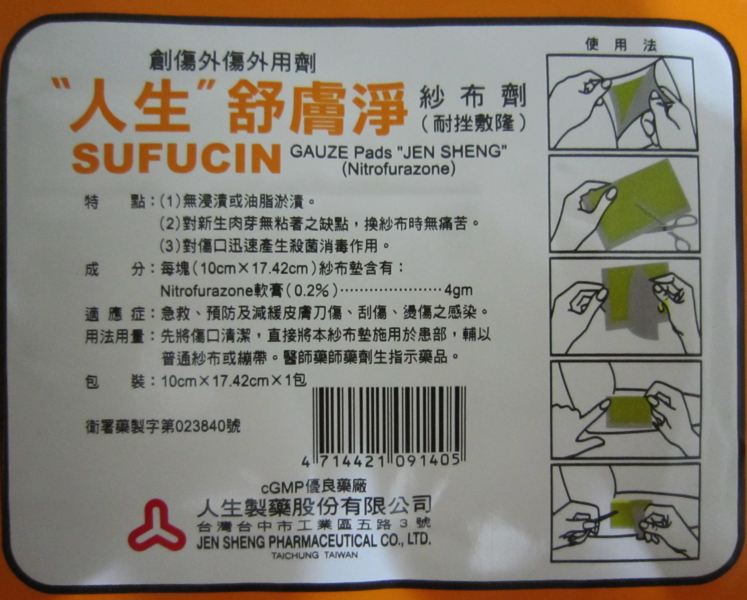 創傷外傷外用劑
"人生"舒膚淨 紗布劑
(耐挫敷隆)
SUFUCIN GAUZE Pads "JEN SHENG"
(Nitrofurazone)
特 點：(1)無浸漬或油脂淤漬。
(2)對新生肉芽無粘著之缺點，換紗布時無痛苦。
(3)對傷口迅速產生殺菌消毒作用。
成 分：每塊(10cm×17.42cm)紗布墊含有：
Nitrofurazone軟膏(0.2%)····················4gm
適應症：急救、預防及減緩皮膚刀傷、刮傷、燙傷之感染。
用法用量：先將傷口清潔，直接將本紗布墊施用於患部，輔以
普通紗布或繃帶。醫師藥師藥劑生指示藥品。
包 裝：10cm×17.42cm×1包
衛署藥製字第023840號
4 714421 091405
cGMP優良藥廠
人生製藥股份有限公司
台灣台中市工業區五路3號
JEN SHENG PHARMACEUTICAL CO., LTD.
TAICHUNG TAIWAN
使用法